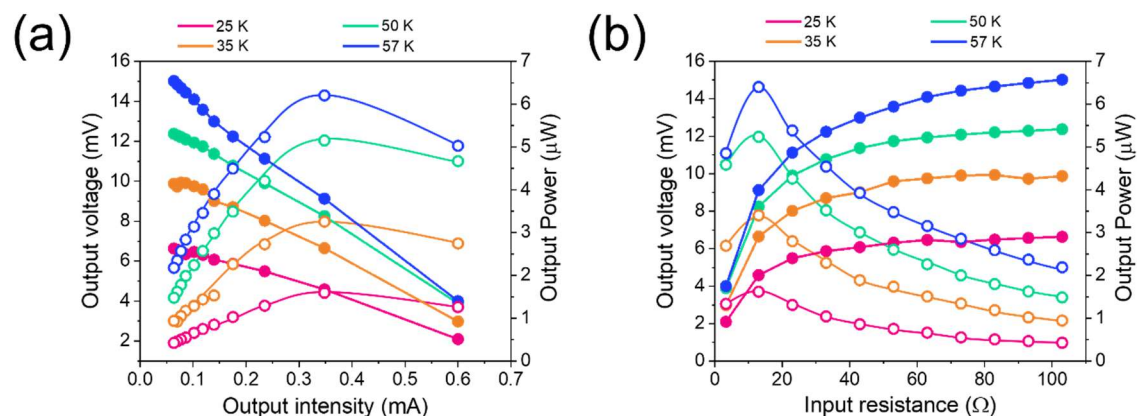 (a)
25 K 50 K
35 K 57 K
Output voltage (mV)
16
14
12
10
8
6
4
2
7
6
5
4
3
2
1
0
Output Power (μW)
0.0 0.1 0.2 0.3 0.4 0.5 0.6 0.7
Output intensity (mA)
(b)
25 K 50 K
35 K 57 K
Output voltage (mV)
16
14
12
10
8
6
4
2
0
7
6
5
4
3
2
1
0
Output Power (μW)
0 20 40 60 80 100
Input resistance (Ω)